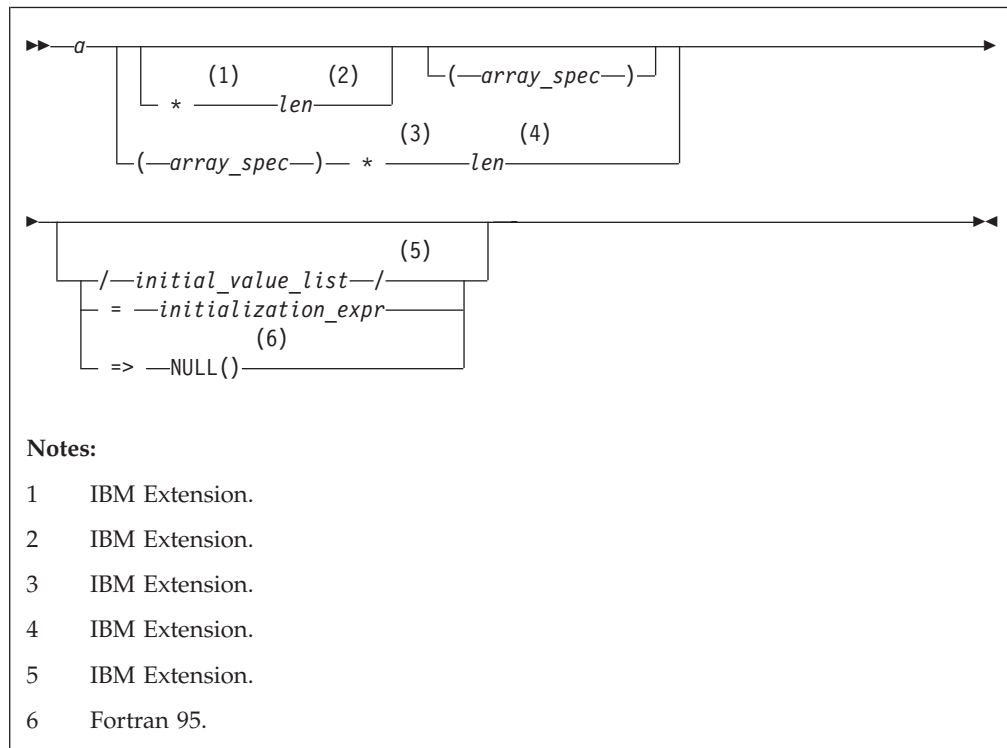 a
(1) (2) ( array_spec )
* len
(3) (4)
( array_spec ) * len
(5)
/ initial_value_list /
= initialization_expr
(6)
=> NULL()
Notes:
1 IBM Extension.
2 IBM Extension.
3 IBM Extension.
4 IBM Extension.
5 IBM Extension.
6 Fortran 95.